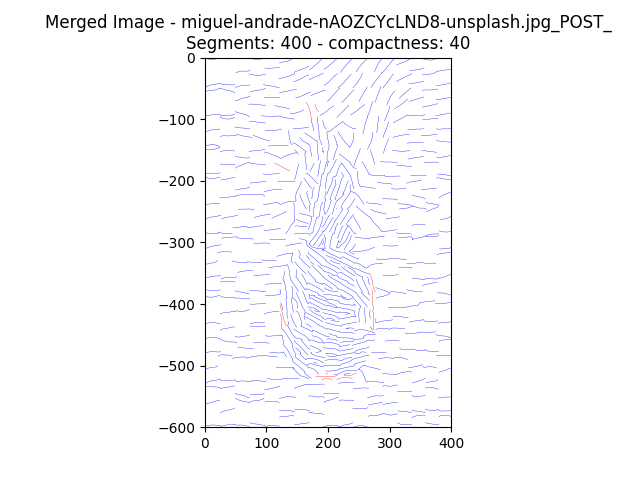 Merged Image - miguel-andrade-nAOZCYcLND8-unsplash.jpg_POST_
Segments: 400 - compactness: 40
0
−100
−200
−300
−400
−500
−600
0 100 200 300 400